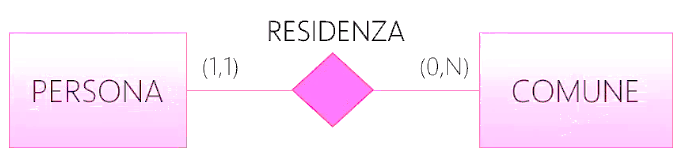 RESIDENZA
(1,1) (0,N)
PERSONA COMUNE